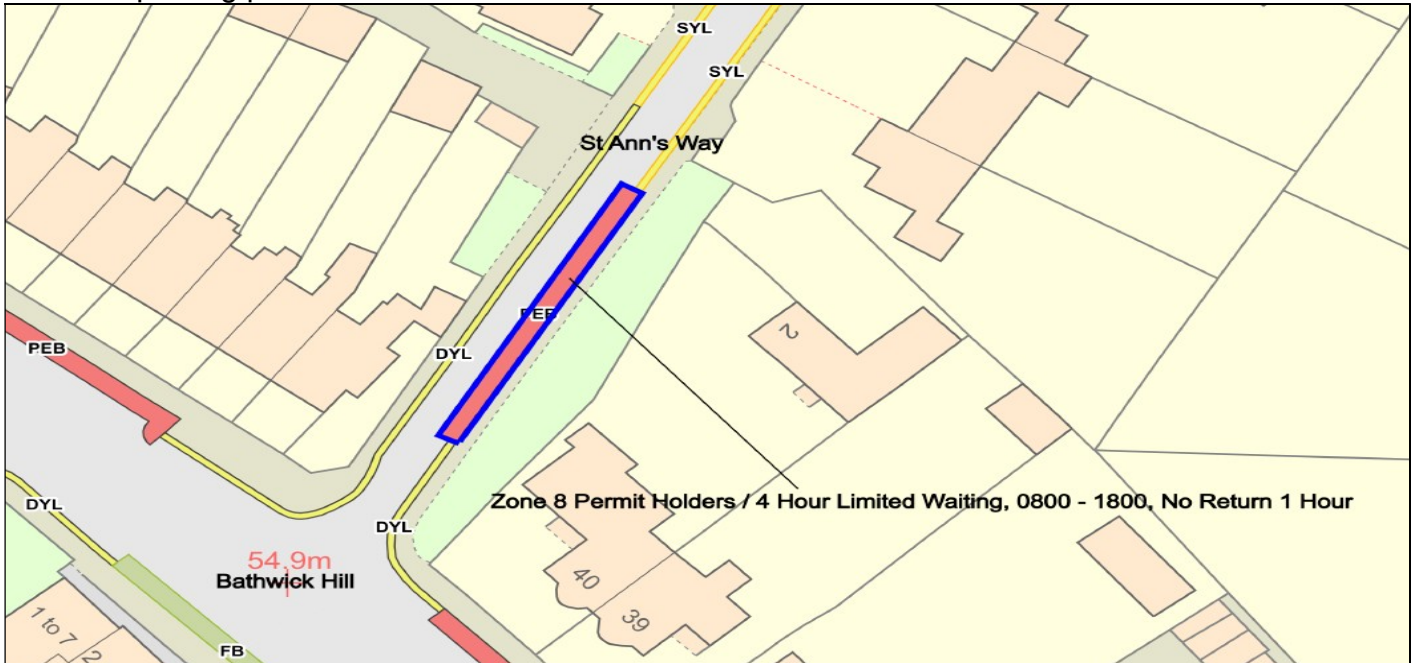 SYL
SYL
St Ann's Way
PEB
PEB
DYL
2
Zone 8 Permit Holders / 4 Hour Limited Waiting, 0800 - 1800, No Return 1 Hour
DYL
DYL
54.9m
Bathwick Hill
40
39
1 to 7
2
FB